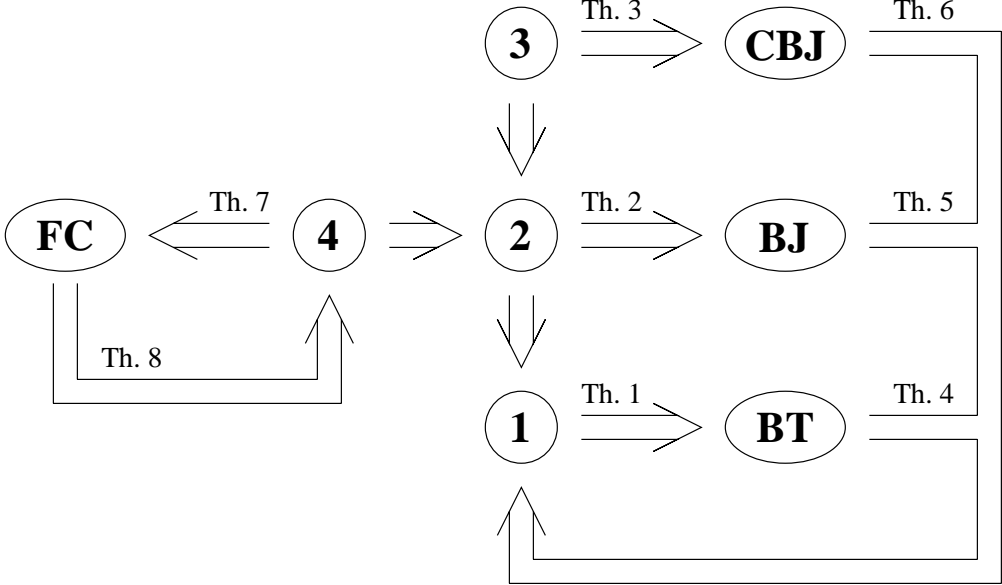 Th. 3 Th. 6
3 CBJ
Th. 7 Th. 2 Th. 5
FC 4 2 BJ
Th. 8
Th. 1 Th. 4
1 BT